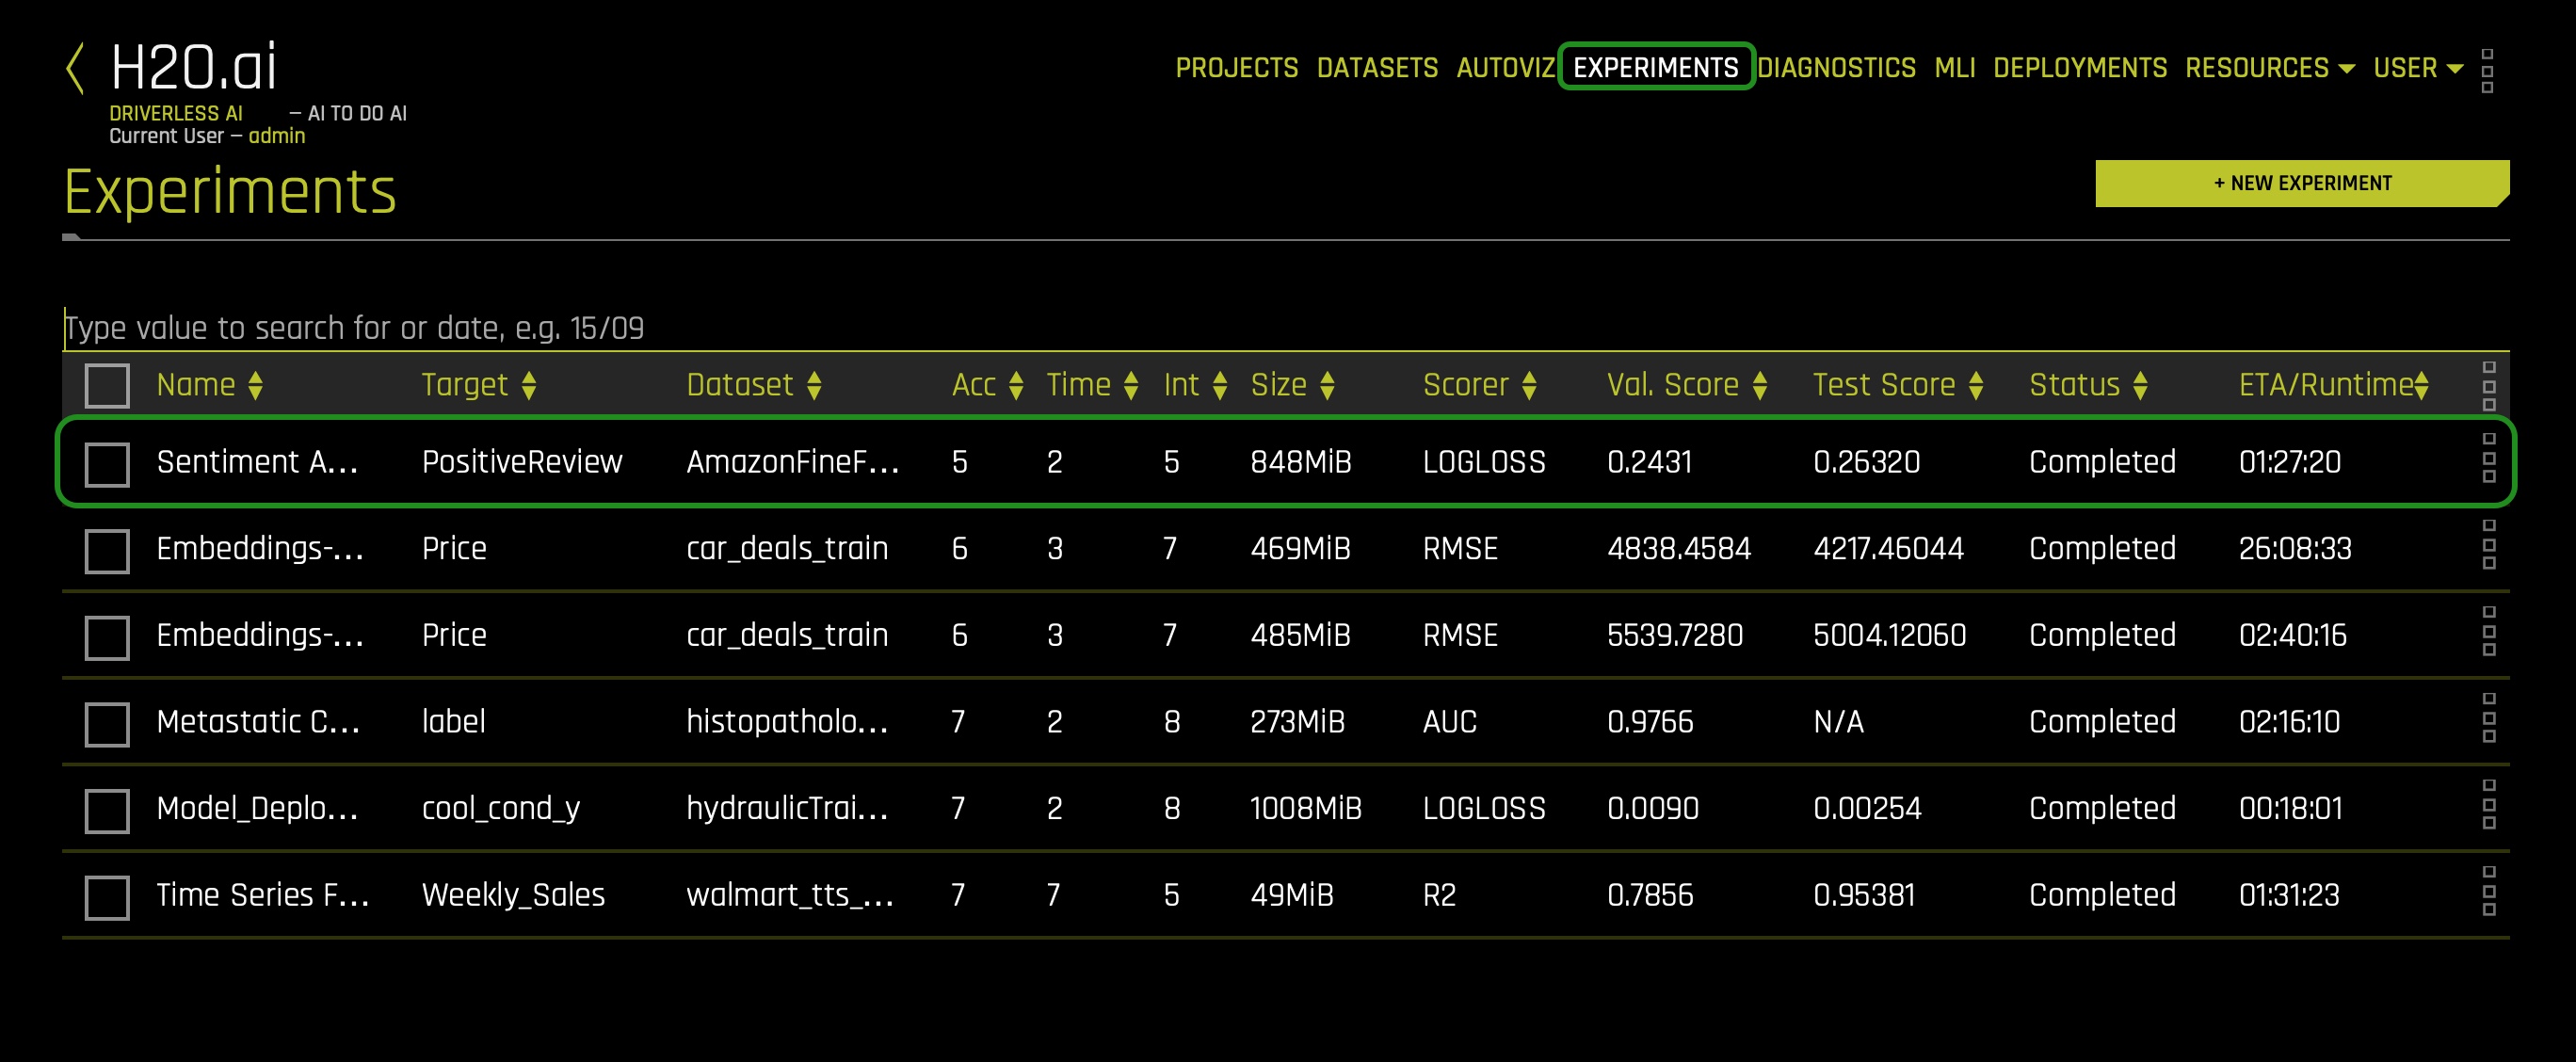 H2O.ai
DRIVERLESS AI — AI TO DO AI
Current User — admin
PROJECTS DATASETS AUTOVIZ EXPERIMENTS DIAGNOSTICS MLI DEPLOYMENTS RESOURCES USER
Experiments
+ NEW EXPERIMENT
Type value to search for or date, e.g. 15/09
Name Target Dataset Acc Time Int Size Scorer Val. Score Test Score Status ETA/Runtime
Sentiment A... PositiveReview AmazonFineF... 5 2 5 848MiB LOGLOSS 0.2431 0.26320 Completed 01:27:20
Embeddings-... Price car_deals_train 6 3 7 469MiB RMSE 4838.4584 4217.46044 Completed 26:08:33
Embeddings-... Price car_deals_train 6 3 7 485MiB RMSE 5539.7280 5004.12060 Completed 02:40:16
Metastatic C... label histopatholo... 7 2 8 273MiB AUC 0.9766 N/A Completed 02:16:10
Model_Deplo... cool_cond_y hydraulicTrai... 7 2 8 1008MiB LOGLOSS 0.0090 0.00254 Completed 00:18:01
Time Series F... Weekly_Sales walmart_tts_... 7 7 5 49MiB R2 0.7856 0.95381 Completed 01:31:23